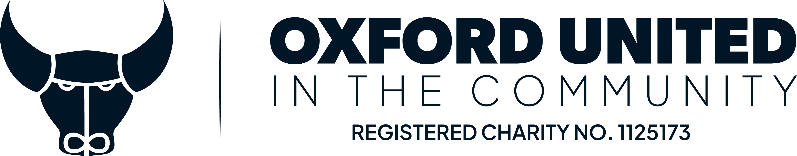 OXFORD UNITED
IN THE COMMUNITY
REGISTERED CHARITY NO. 1125173